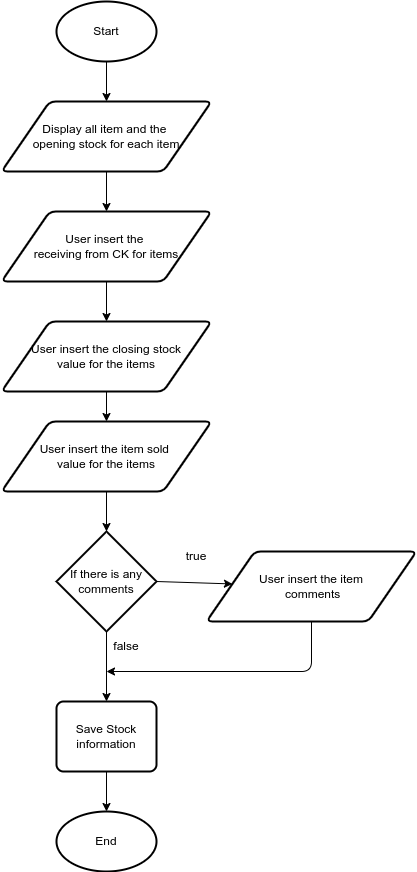 Start
Display all item and the
opening stock for each item
User insert the
receiving from CK for items
User insert the closing stock
value for the items
User insert the item sold
value for the items
If there is any
comments
true
User insert the item
comments
false
Save Stock
information
End